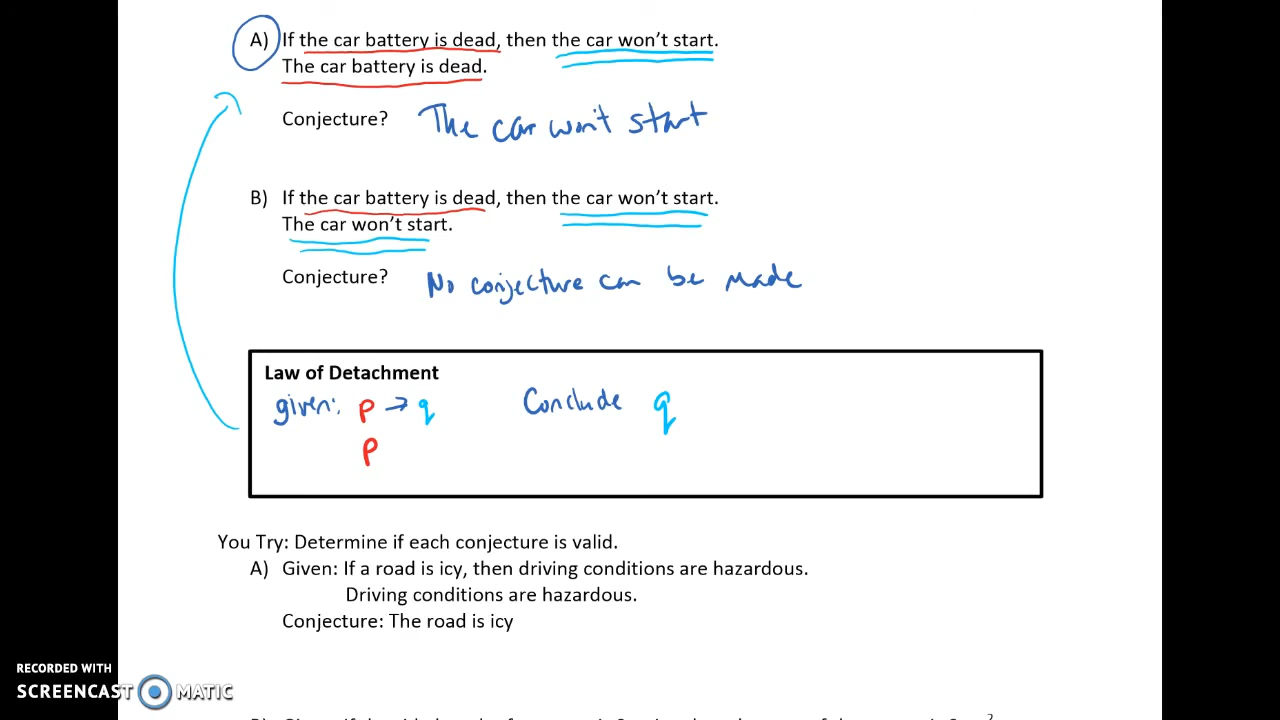 A) If the car battery is dead, then the car won't start.
The car battery is dead.
Conjecture? The car won't start
B) If the car battery is dead, then the car won't start.
The car won't start.
Conjecture? No conjecture can be made
Law of Detachment
given: p → q Conclude q
p
You Try: Determine if each conjecture is valid.
A) Given: If a road is icy, then driving conditions are hazardous.
Driving conditions are hazardous.
Conjecture: The road is icy
RECORDED WITH
SCREENCAST MATIC